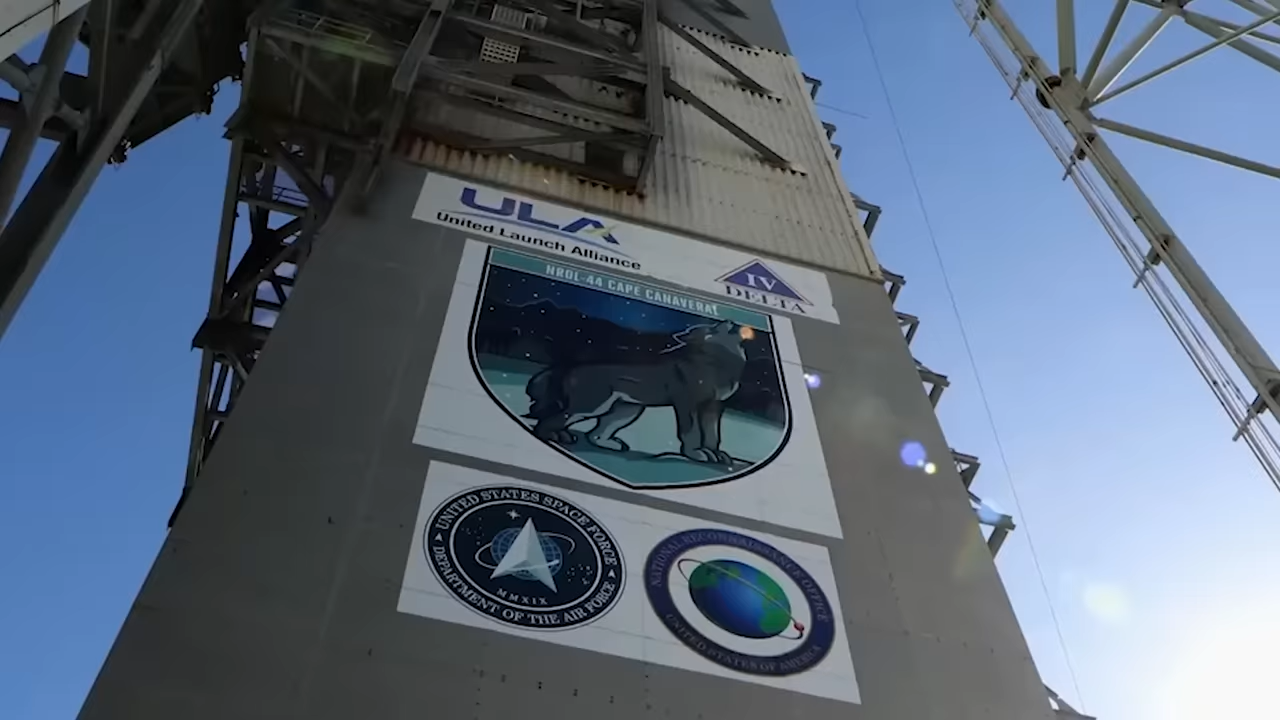 ULA
United Launch Alliance
IV
DELTA
NROL-44 CAPE CANAVERAL
UNITED STATES SPACE FORCE
DEPARTMENT OF THE AIR FORCE
MMXIX
NATIONAL RECONNAISSANCE OFFICE
UNITED STATES OF AMERICA